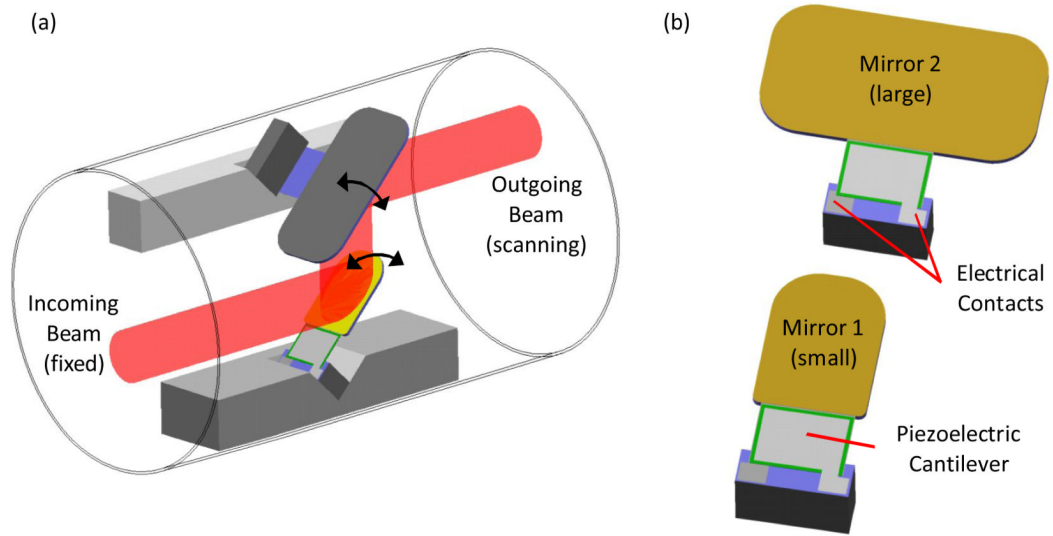 (a)
Incoming
Beam
(fixed)
Outgoing
Beam
(scanning)
(b)
Mirror 2
(large)
Electrical
Contacts
Mirror 1
(small)
Piezoelectric
Cantilever